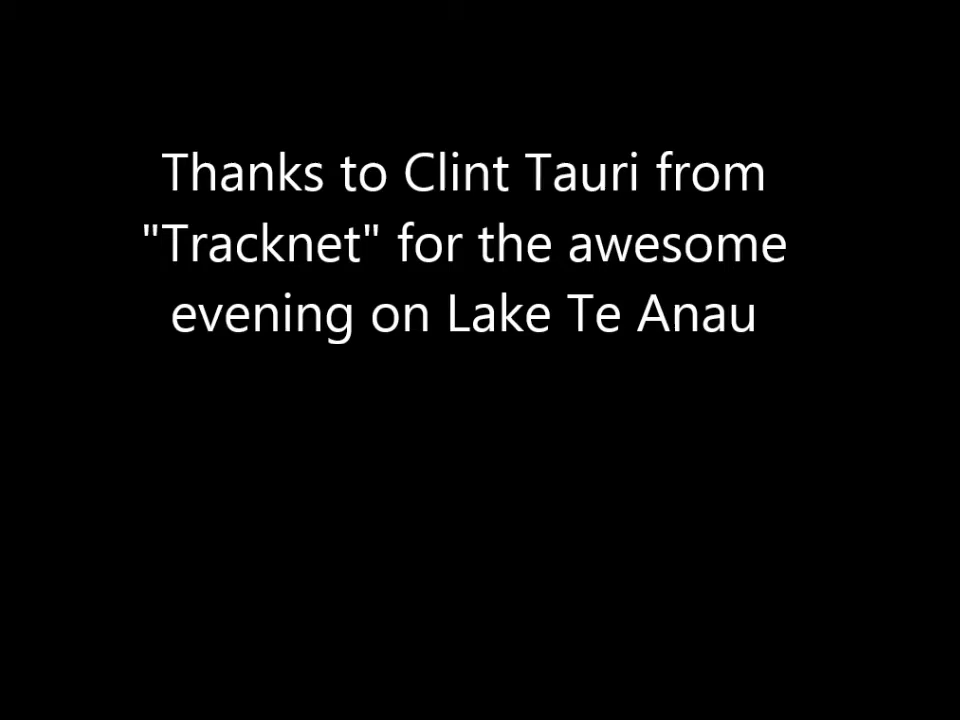 Thanks to Clint Tauri from
"Tracknet" for the awesome
evening on Lake Te Anau